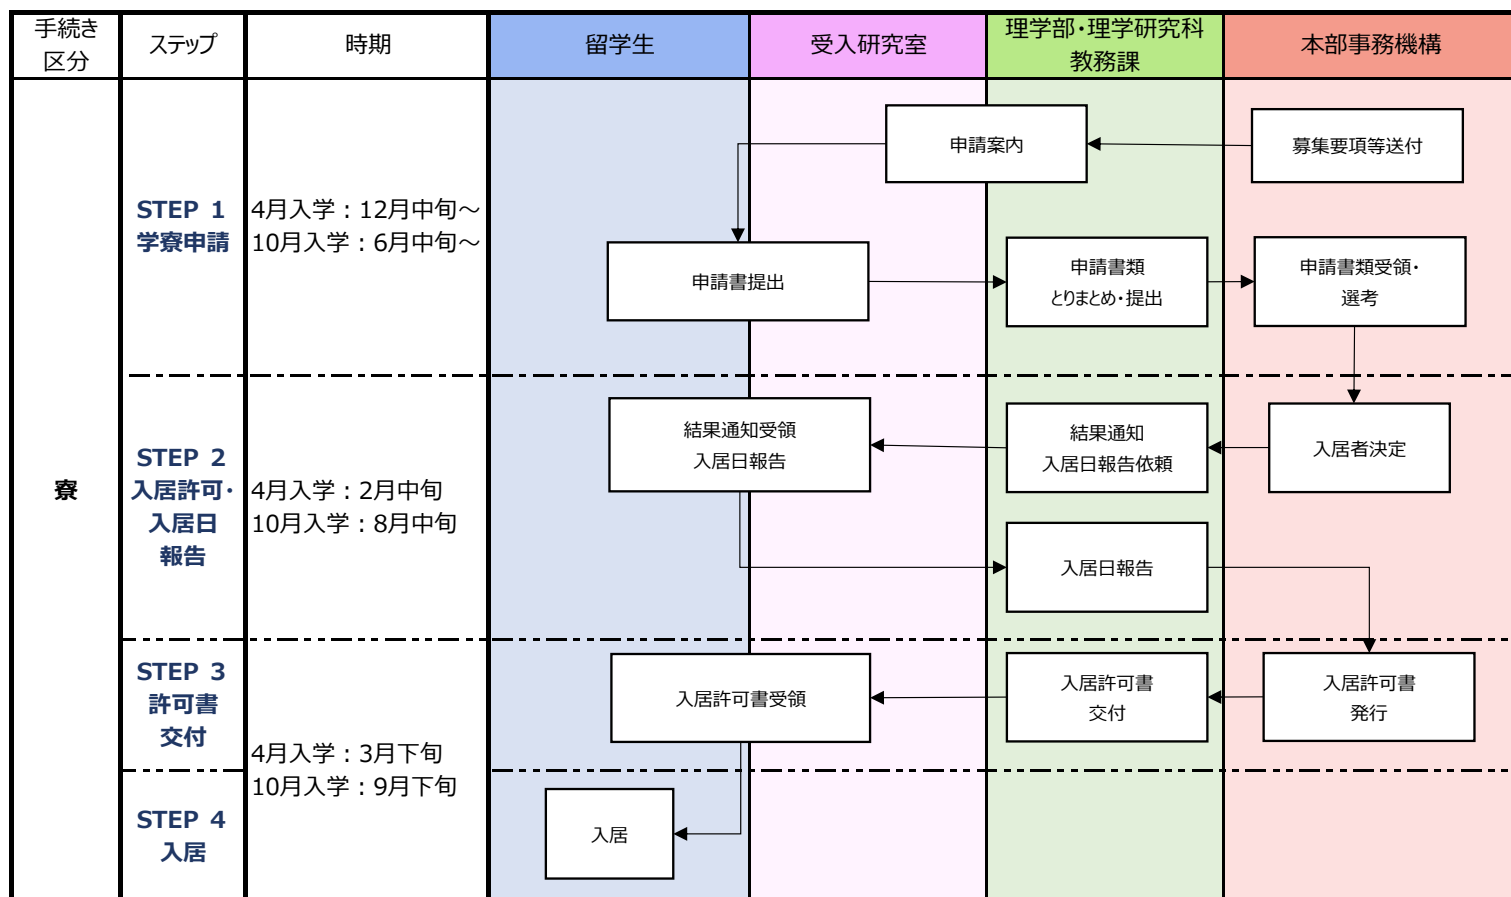 手続き
区分
ステップ
時期
留学生
受入研究室
理学部・理学研究科
教務課
本部事務機構
寮
STEP 1
学寮申請
4月入学：12月中旬～
10月入学：6月中旬～
申請案内
募集要項等送付
申請書提出
申請書類
とりまとめ・提出
申請書類受領・
選考
STEP 2
入居許可・
入居日
報告
4月入学：2月中旬
10月入学：8月中旬
結果通知受領
入居日報告
結果通知
入居日報告依頼
入居者決定
入居日報告
STEP 3
許可書
交付
4月入学：3月下旬
10月入学：9月下旬
入居許可書受領
入居許可書
交付
入居許可書
発行
STEP 4
入居
入居